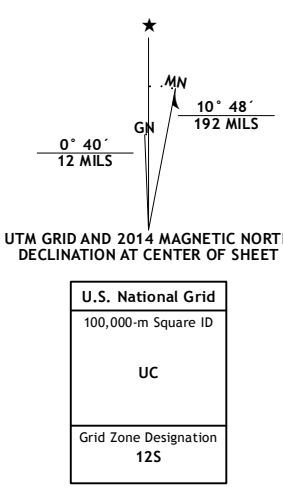 ★
MN
10° 48´
192 MILS
GN
0° 40´
12 MILS
UTM GRID AND 2014 MAGNETIC NORT
DECLINATION AT CENTER OF SHEET
U.S. National Grid
100,000-m Square ID
UC
Grid Zone Designation
12S